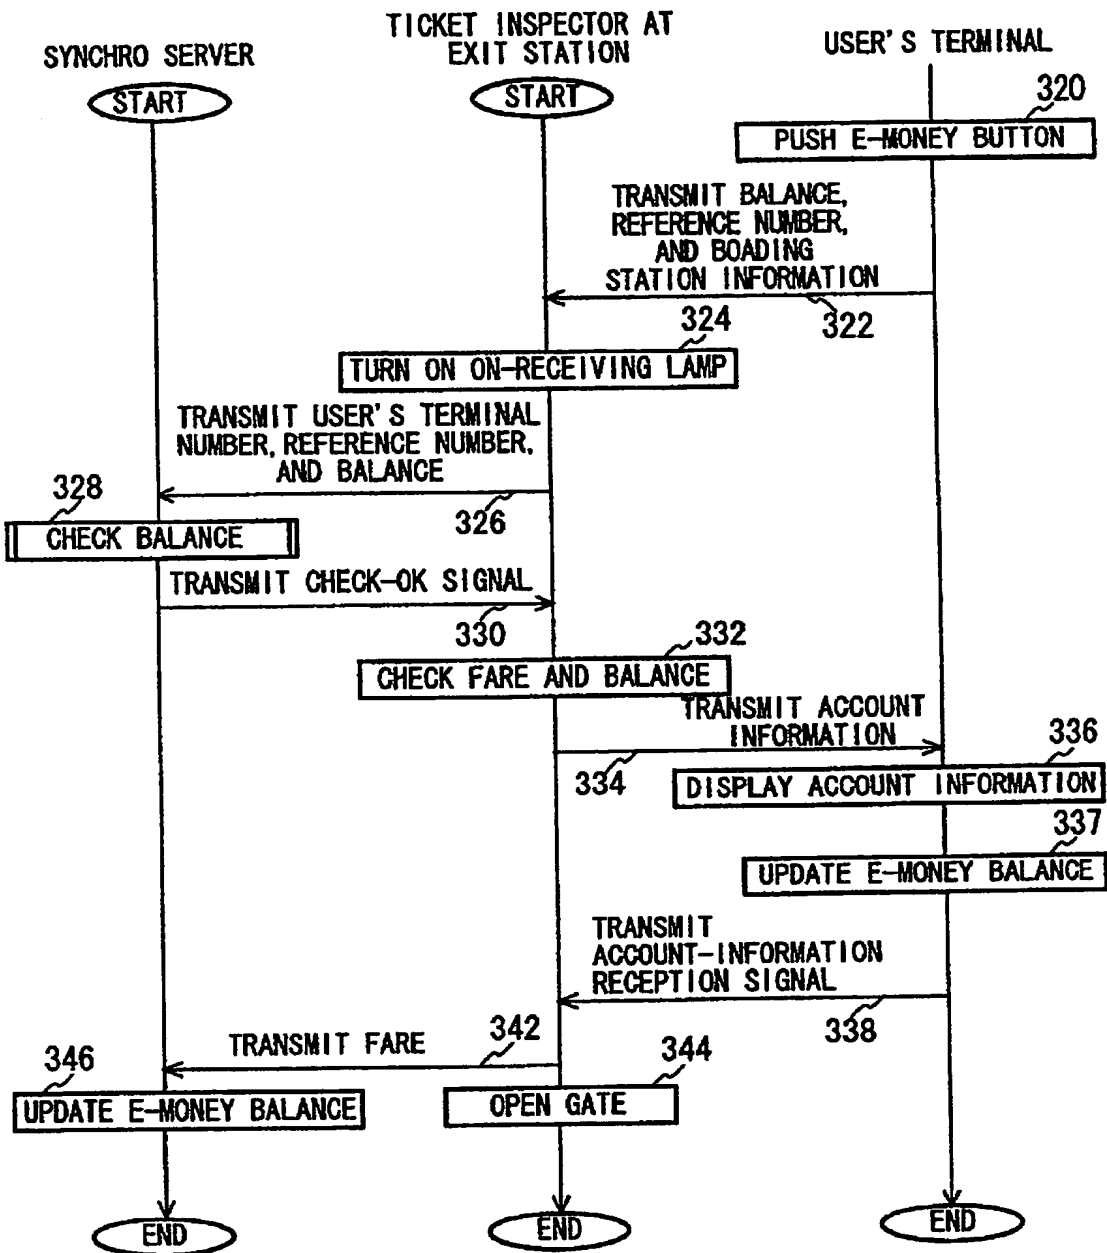 SYNCHRO SERVER
TICKET INSPECTOR AT
EXIT STATION
USER'S TERMINAL
START
START
320
PUSH E-MONEY BUTTON
TRANSMIT BALANCE,
REFERENCE NUMBER,
AND BOADING
STATION INFORMATION
322
324
TURN ON ON-RECEIVING LAMP
TRANSMIT USER'S TERMINAL
NUMBER, REFERENCE NUMBER,
AND BALANCE
326
328
CHECK BALANCE
TRANSMIT CHECK-OK SIGNAL
330
332
CHECK FARE AND BALANCE
TRANSMIT ACCOUNT
INFORMATION
334
336
DISPLAY ACCOUNT INFORMATION
337
UPDATE E-MONEY BALANCE
TRANSMIT
ACCOUNT-INFORMATION
RECEPTION SIGNAL
338
TRANSMIT FARE
342
344
346
UPDATE E-MONEY BALANCE
OPEN GATE
END
END
END